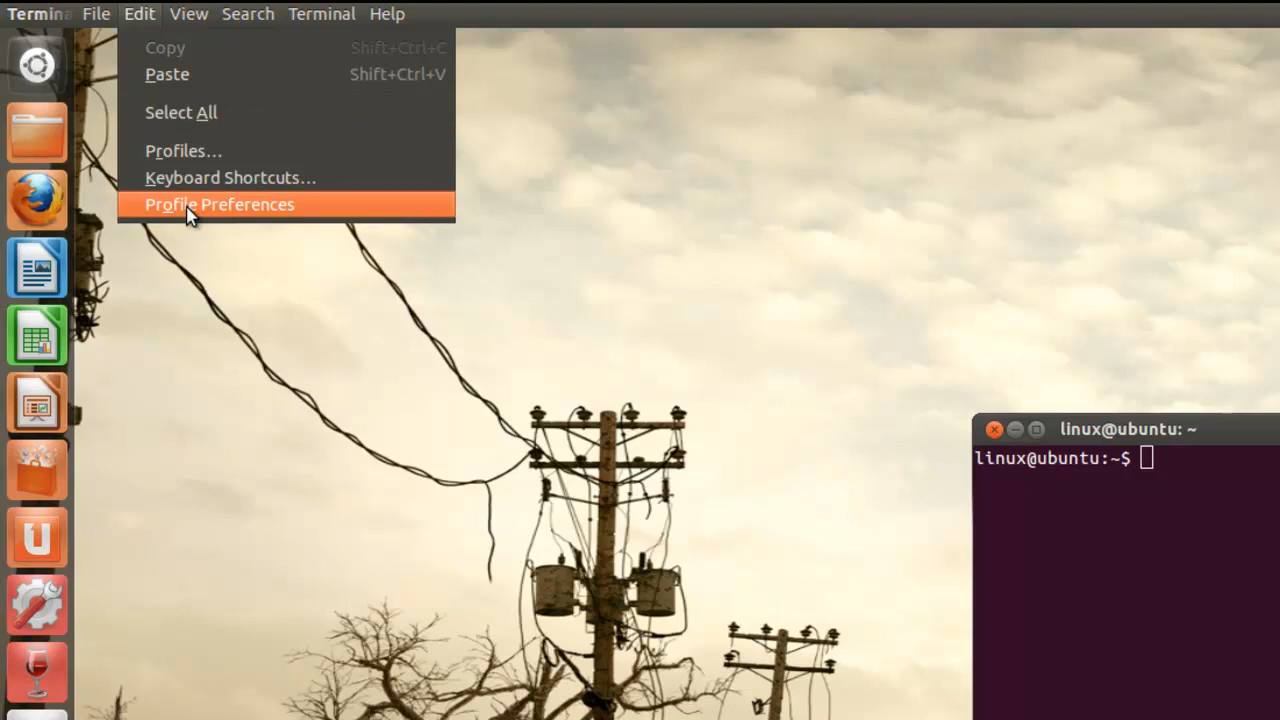 Termina File Edit View Search Terminal Help
Copy Shift+Ctrl+C
Paste Shift+Ctrl+V
Select All
Profiles...
Keyboard Shortcuts...
Profile Preferences
linux@ubuntu: ~
linux@ubuntu:~$